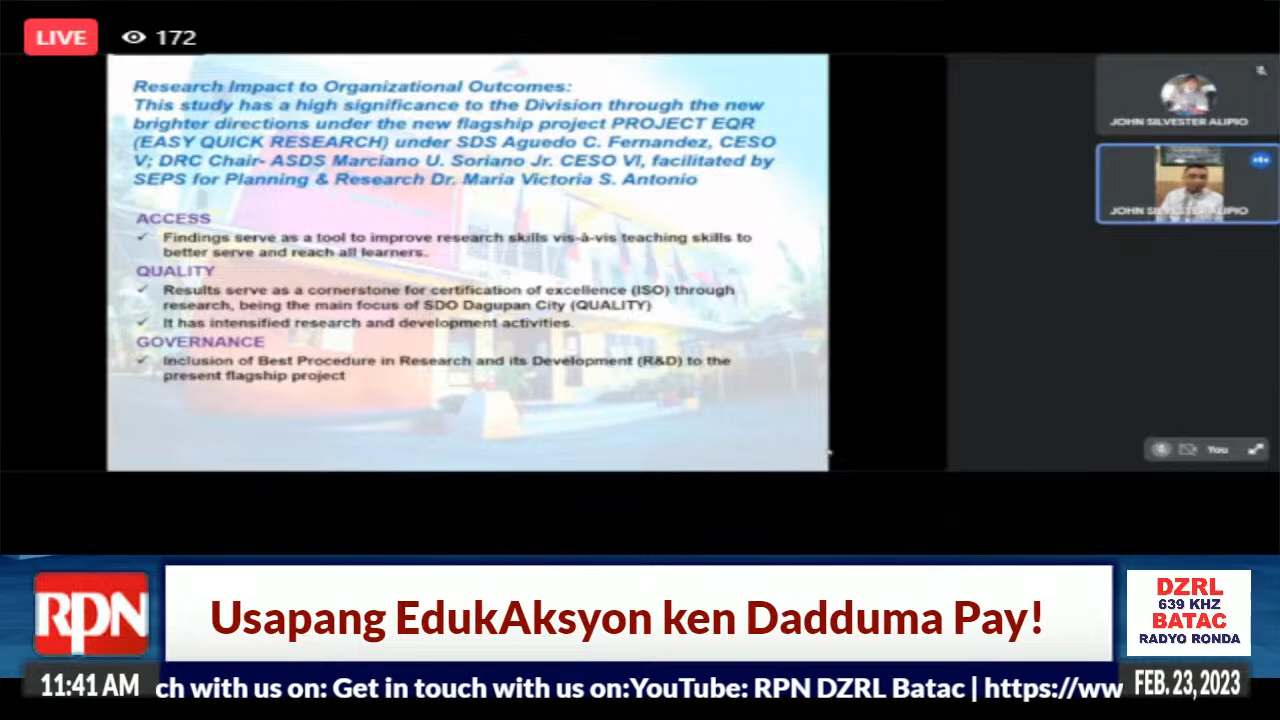 LIVE 172
Research Impact to Organizational Outcomes:
This study has a high significance to the Division through the new
brighter directions under the new flagship project PROJECT EQR
(EASY QUICK RESEARCH) under SDS Aguedo C. Fernandez, CESO
V; DRC Chair- ASDS Marciano U. Soriano Jr. CESO VI, facilitated by
SEPS for Planning & Research Dr. Maria Victoria S. Antonio
ACCESS
✓ Findings serve as a tool to improve research skills vis-à-vis teaching skills to
better serve and reach all learners.
QUALITY
✓ Results serve as a cornerstone for certification of excellence (ISO) through
research, being the main focus of SDO Dagupan City (QUALITY)
✓ It has intensified research and development activities.
GOVERNANCE
✓ Inclusion of Best Procedure in Research and its Development (R&D) to the
present flagship project
JOHN SILVESTER ALIPIO
JOHN SILVESTER ALIPIO
You
RPN
Usapang EdukAksyon ken Dadduma Pay!
DZRL
639 KHZ
BATAC
RADYO RONDA
11:41 AM
ch with us on: Get in touch with us on:YouTube: RPN DZRL Batac | https://ww
FEB. 23, 2023